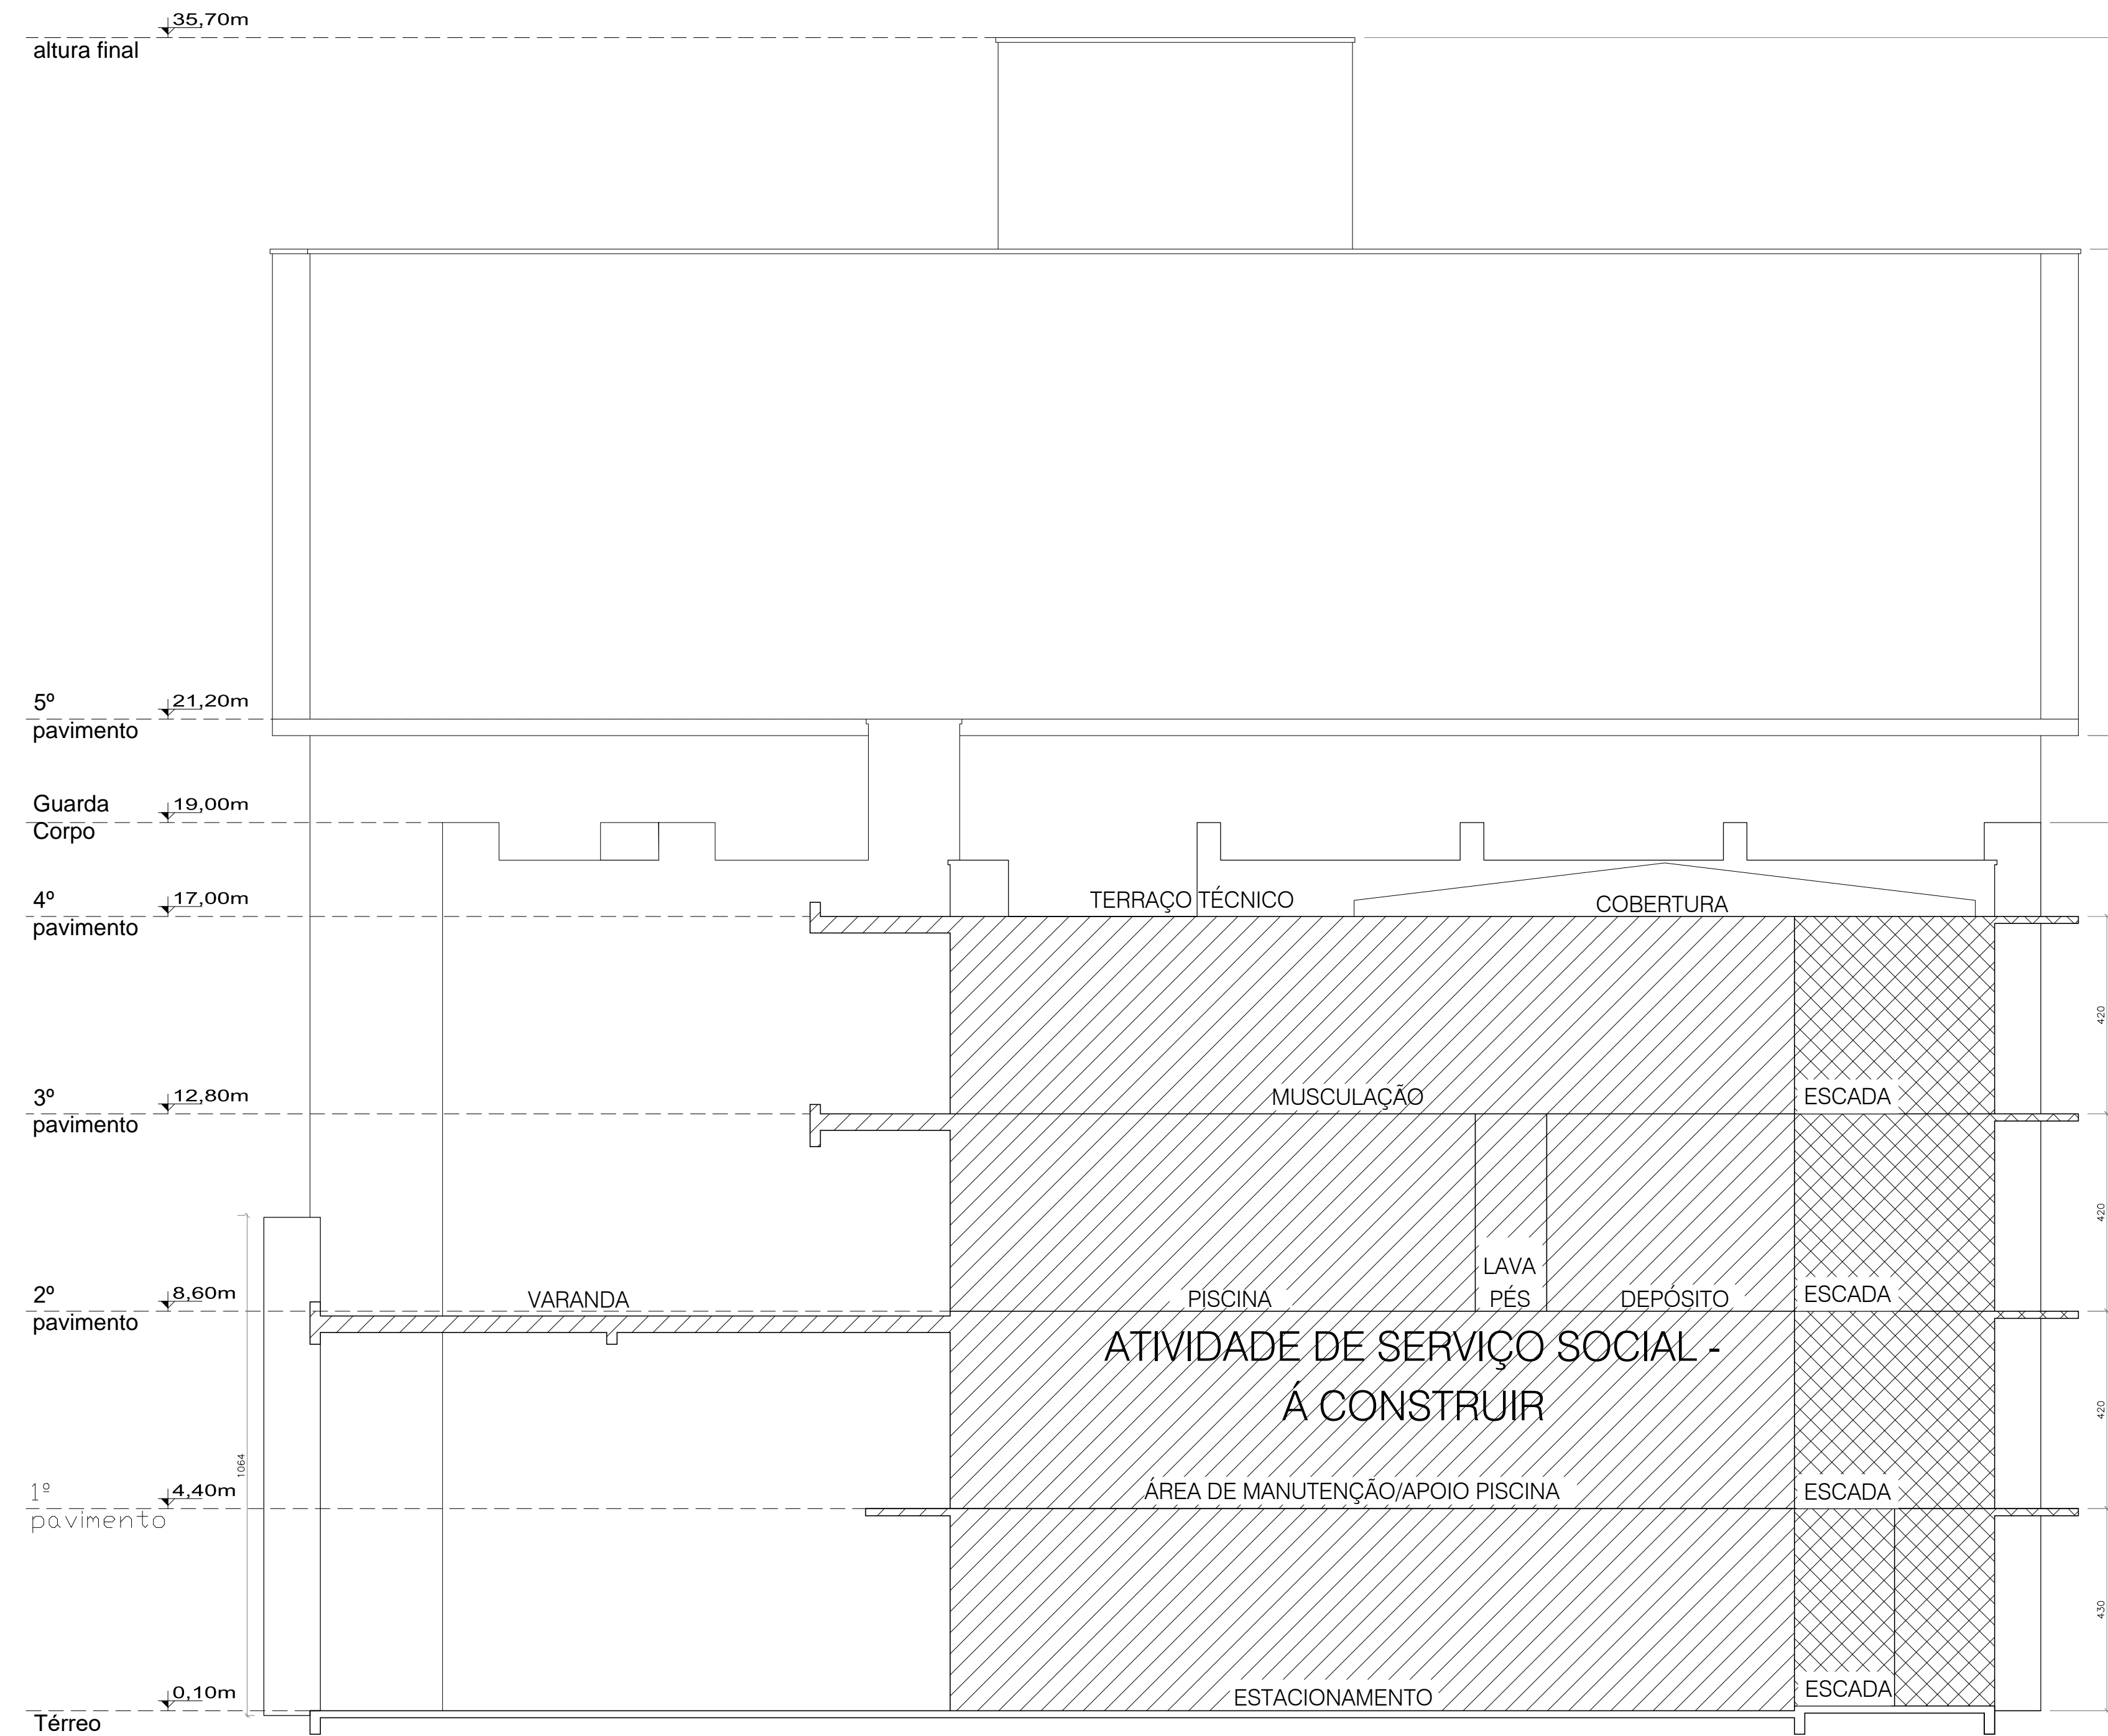 35,70m
altura final
5º
21,20m
pavimento
Guarda
19,00m
Corpo
4º
17,00m
pavimento
TERRAÇO TÉCNICO
COBERTURA
420
3º
12,80m
pavimento
MUSCULAÇÃO
ESCADA
420
LAVA
PÉS
2º
8,60m
pavimento
VARANDA
PISCINA
DEPÓSITO
ESCADA
ATIVIDADE DE SERVIÇO SOCIAL -
Á CONSTRUIR
420
1064
1º
4,40m
pavimento
ÁREA DE MANUTENÇÃO/APOIO PISCINA
ESCADA
430
0,10m
Térreo
ESTACIONAMENTO
ESCADA